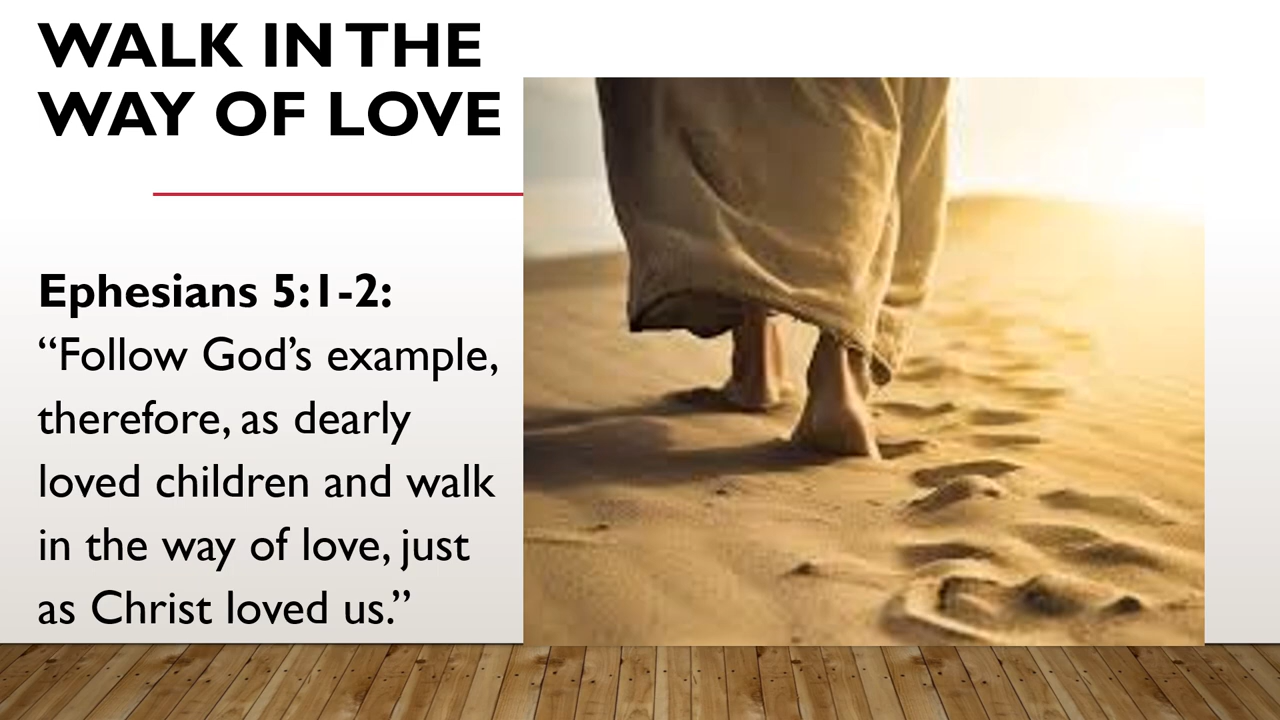 WALK IN THE
WAY OF LOVE
Ephesians 5:1-2:
“Follow God’s example,
therefore, as dearly
loved children and walk
in the way of love, just
as Christ loved us.”